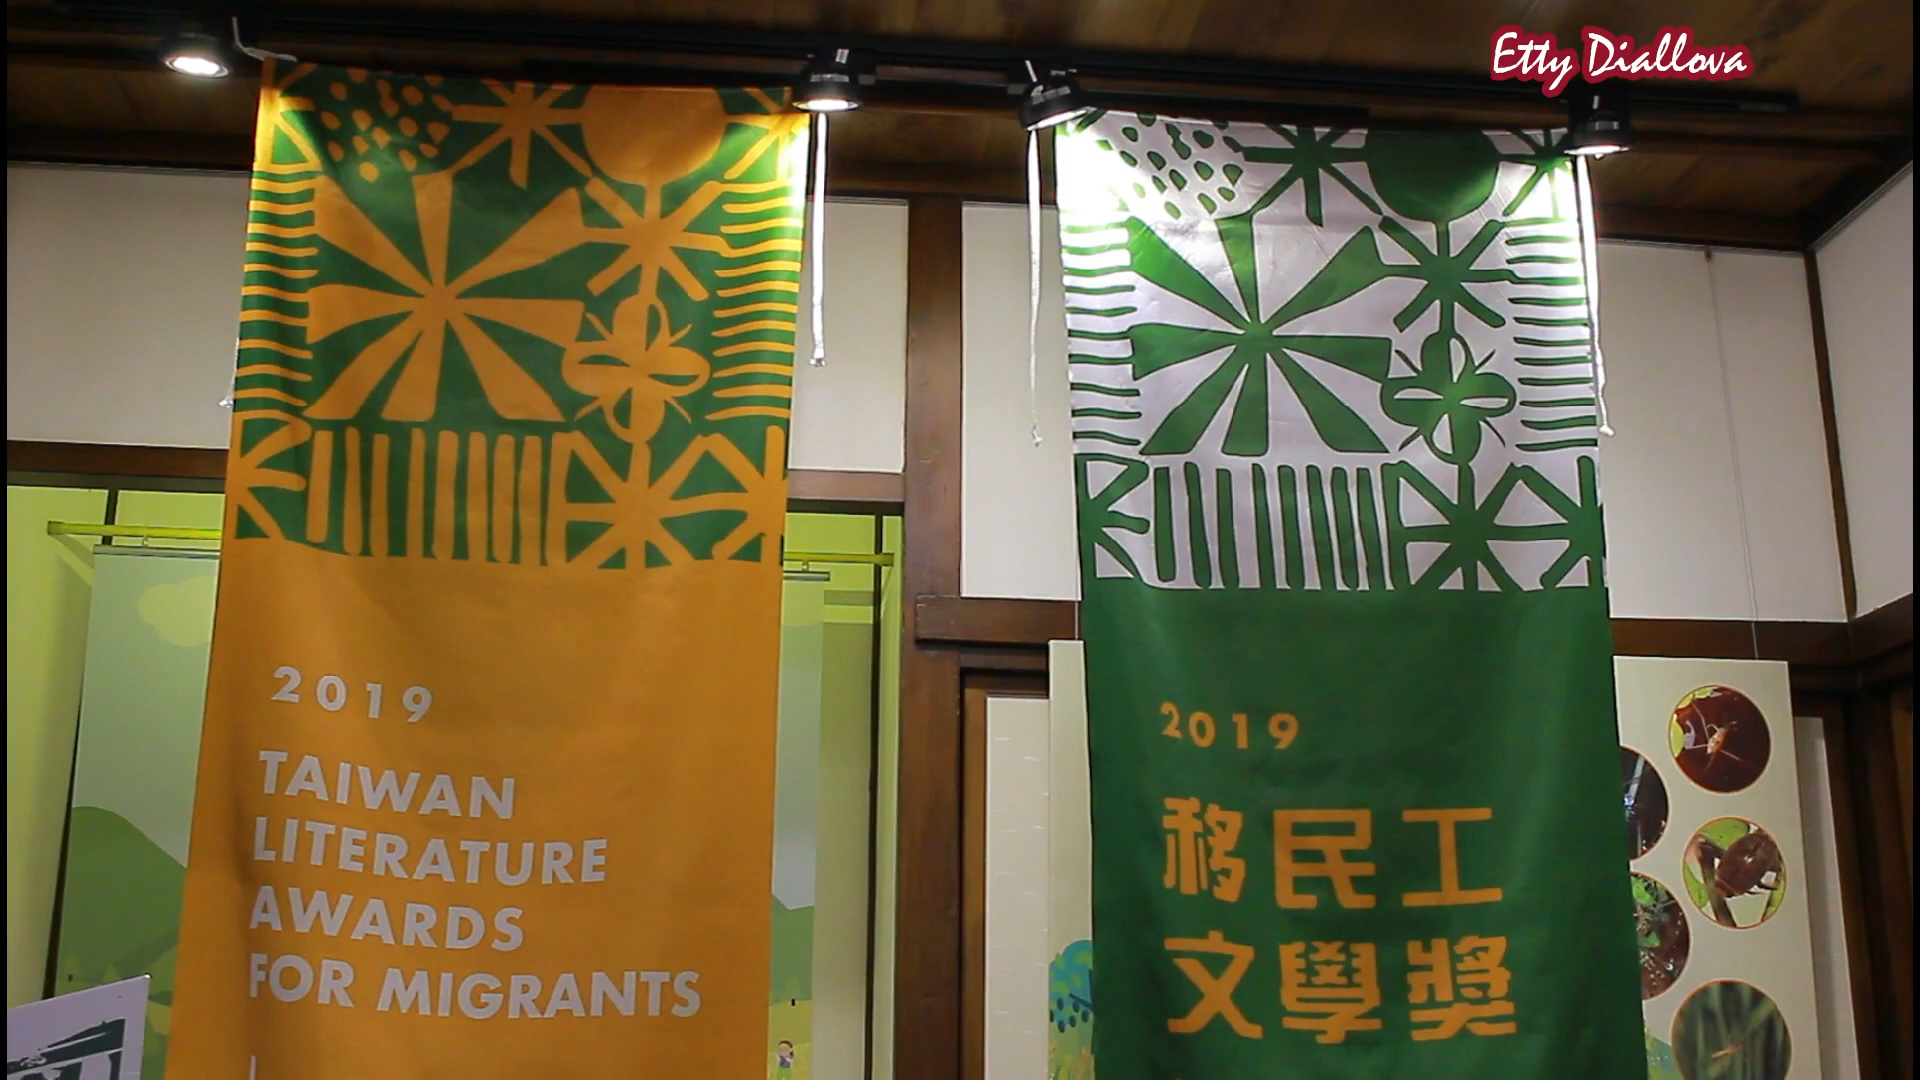 Etty Diallova
2019
TAIWAN
LITERATURE
AWARDS
FOR MIGRANTS
2019
移民工
文學獎